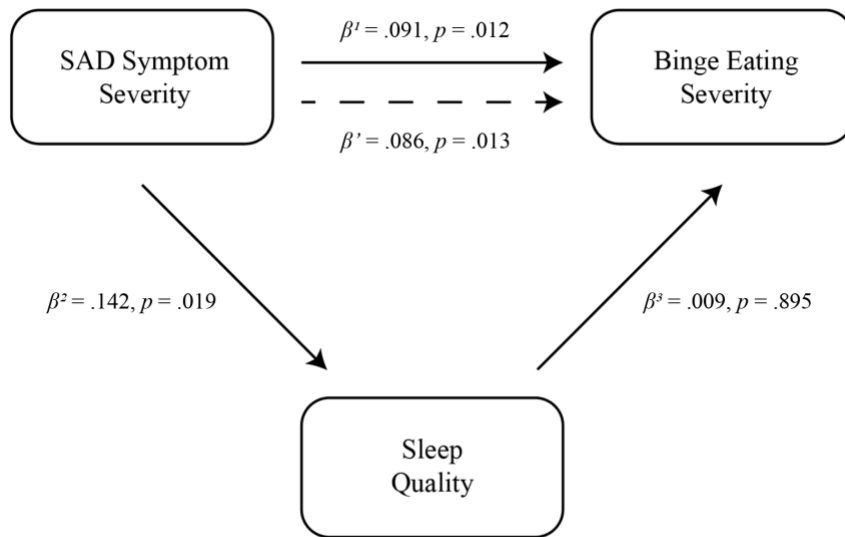 SAD Symptom
Severity
β¹ = .091, p = .012
β’ = .086, p = .013
Binge Eating
Severity
β² = .142, p = .019
β³ = .009, p = .895
Sleep
Quality